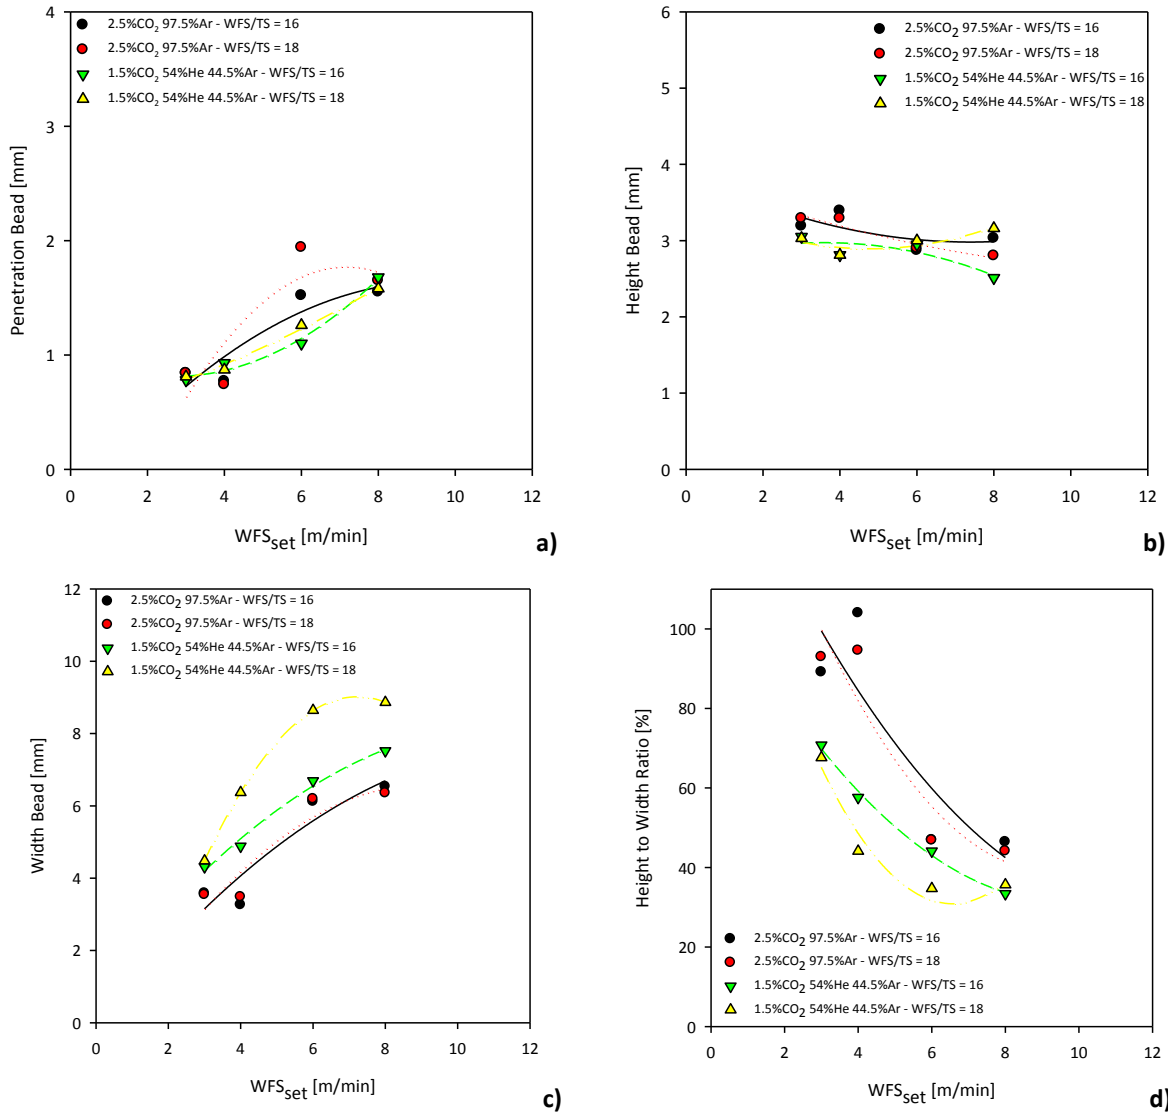 2.5%CO₂ 97.5%Ar - WFS/TS = 16
2.5%CO₂ 97.5%Ar - WFS/TS = 18
1.5%CO₂ 54%He 44.5%Ar - WFS/TS = 16
1.5%CO₂ 54%He 44.5%Ar - WFS/TS = 18
Penetration Bead [mm]
4
3
2
1
0
0 2 4 6 8 10 12
WFSset [m/min]
a)
2.5%CO2 97.5%Ar - WFS/TS = 16
2.5%CO2 97.5%Ar - WFS/TS = 18
1.5%CO2 54%He 44.5%Ar - WFS/TS = 16
1.5%CO2 54%He 44.5%Ar - WFS/TS = 18
Height Bead [mm]
6
5
4
3
2
1
0
0 2 4 6 8 10 12
WFSset [m/min]
b)
2.5%CO2 97.5%Ar - WFS/TS = 16
2.5%CO2 97.5%Ar - WFS/TS = 18
1.5%CO2 54%He 44.5%Ar - WFS/TS = 16
1.5%CO2 54%He 44.5%Ar - WFS/TS = 18
Width Bead [mm]
12
10
8
6
4
2
0
0 2 4 6 8 10 12
WFSset [m/min]
c)
Height to Width Ratio [%]
100
80
60
40
20
0
2.5%CO2 97.5%Ar - WFS/TS = 16
2.5%CO2 97.5%Ar - WFS/TS = 18
1.5%CO2 54%He 44.5%Ar - WFS/TS = 16
1.5%CO2 54%He 44.5%Ar - WFS/TS = 18
0 2 4 6 8 10 12
WFSset [m/min]
d)